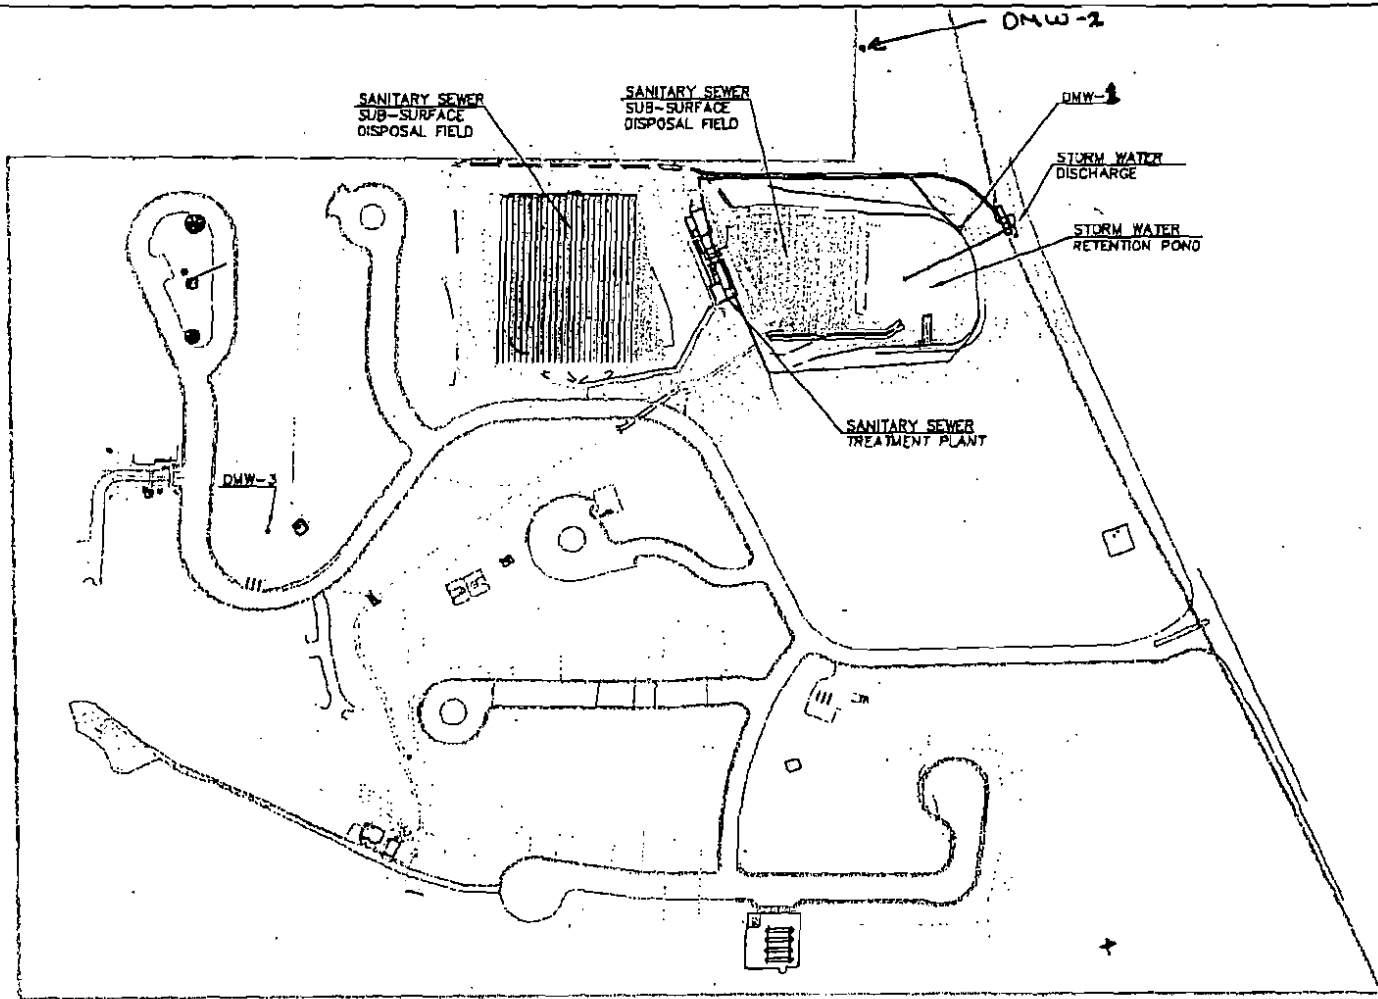 DMW-2
SANITARY SEWER
SUB-SURFACE
DISPOSAL FIELD
SANITARY SEWER
SUB-SURFACE
DISPOSAL FIELD
DMW-1
STORM WATER
DISCHARGE
STORM WATER
RETENTION POND
SANITARY SEWER
TREATMENT PLANT
DMW-3